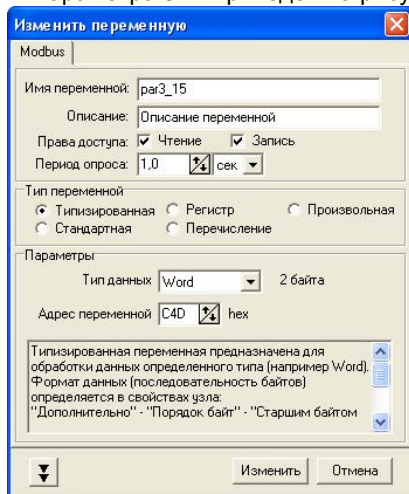 Изменить переменную
Modbus
Имя переменной: par3_15
Описание: Описание переменной
Права доступа: Чтение Запись
Период опроса: 1,0 сек
Тип переменной
Типизированная Регистр Произвольная
Стандартная Перечисление
Параметры
Тип данных Word 2 байта
Адрес переменной C4D hex
Типизированная переменная предназначена для
обработки данных определенного типа (например Word).
Формат данных (последовательность байтов)
определяется в свойствах узла:
"Дополнительно" - "Порядок байт" - "Старшим байтом
Изменить Отмена